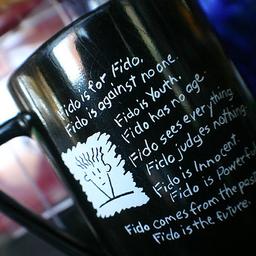 Fido is for Fido.
Fido is against no one.
Fido is Youth.
Fido has no age.
Fido sees everything.
Fido judges nothing.
Fido is Innocent.
Fido is Powerful.
Fido comes from the past
Fido is the future.